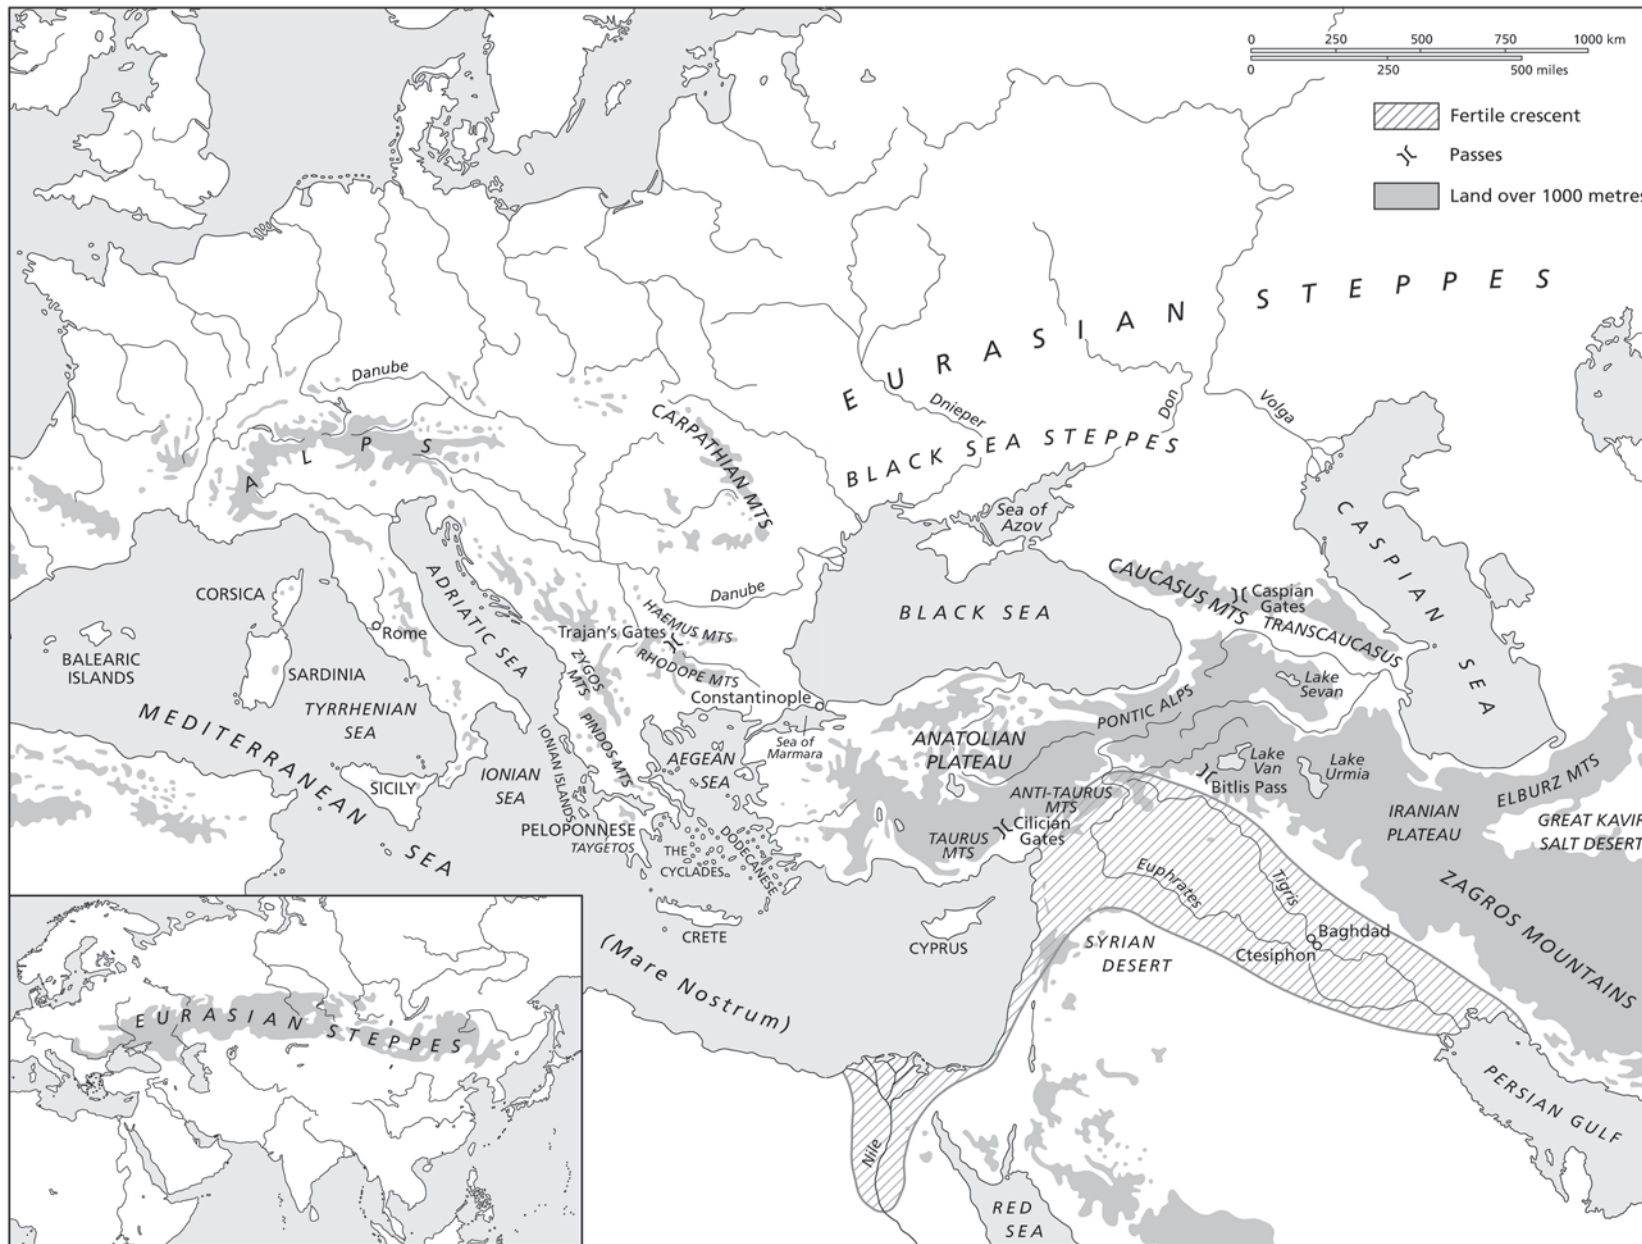 0 250 500 750 1000 km
0 250 500 miles
Fertile crescent
Passes
Land over 1000 metres
EURASIAN STEPPES
Danube
Dnieper
Don
Volga
CARPATHIAN MTS
BLACK SEA STEPPES
ALPS
Sea of
Azov
CASPIAN SEA
CORSICA
ADRIATIC SEA
Danube
BLACK SEA
CAUCASUS MTS
Caspian
Gates
TRANSCAUCASUS
Rome
Trajan's Gates
HAEMUS MTS
BALEARIC
ISLANDS
SARDINIA
ZYGOS
MTS
RHODOPE MTS
Constantinople
Lake
Sevan
MEDITERRANEAN SEA
TYRRHENIAN
SEA
PONTIC ALPS
IONIAN ISLANDS
PINDOS MTS
Sea of
Marmara
ANATOLIAN
PLATEAU
AEGEAN
SEA
Lake
Van
Lake
Urmia
IONIAN
SEA
SICILY
Bitlis Pass
ELBURZ MTS
ANTI-TAURUS
MTS
IRANIAN
PLATEAU
GREAT KAVIR
SALT DESERT
PELOPONNESE
TAYGETOS
THE
CYCLADES
DODECANESE
TAURUS
MTS
Cilician
Gates
Euphrates
Tigris
ZAGROS MOUNTAINS
CRETE
CYPRUS
SYRIAN
DESERT
Baghdad
Ctesiphon
(Mare Nostrum)
EURASIAN STEPPES
PERSIAN GULF
Nile
RED
SEA